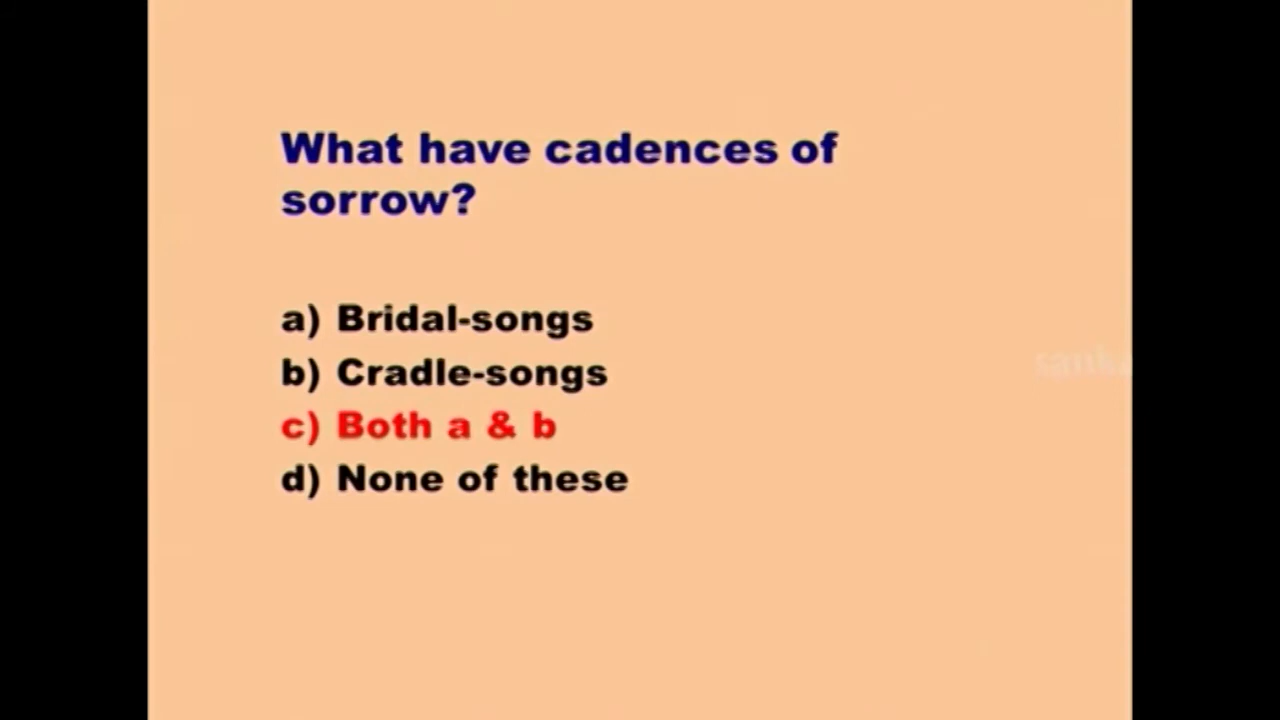 What have cadences of
sorrow?
a) Bridal-songs
b) Cradle-songs
c) Both a & b
d) None of these